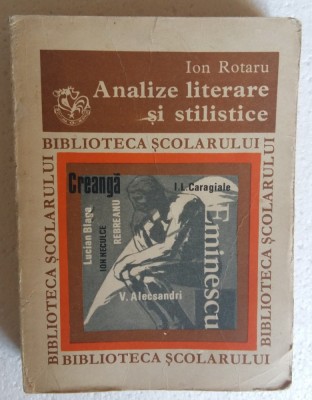 Ion Rotaru
Analize literare
și stilistice
BIBLIOTECA ȘCOLARULUI
BIBLIOTECA ȘCOLARULUI
BIBLIOTECA ȘCOLARULUI
Creangă
I.L. Caragiale
Lucian Blaga
ION NECULCE
REBREANU
Eminescu
V. Alecsandri
BIBLIOTECA ȘCOLARULUI